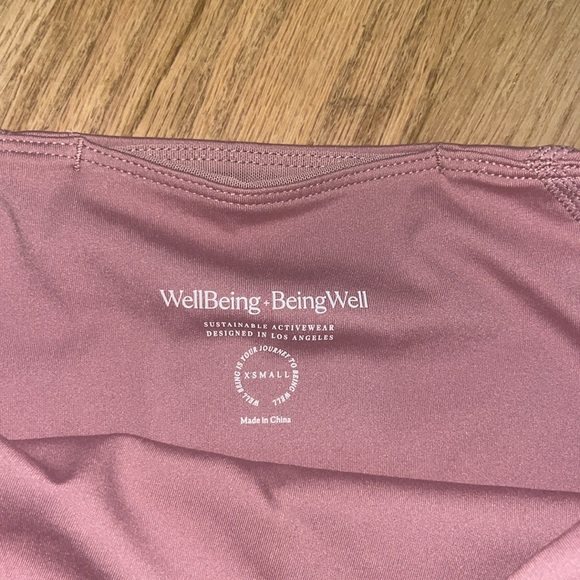 WellBeing + BeingWell
SUSTAINABLE ACTIVEWEAR
DESIGNED IN LOS ANGELES
WELL BEING IS YOUR JOURNEY TO BEING WELL
XSMALL
Made in China